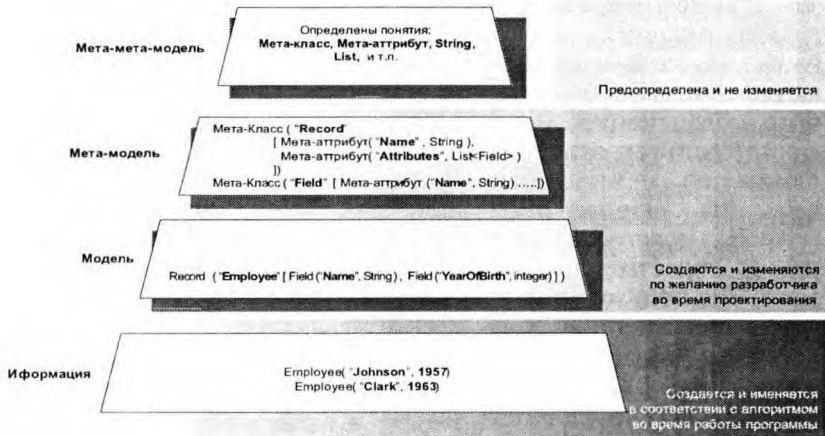 Мета-мета-модель
Определены понятия:
Мета-класс, Мета-аттрибут, String,
List, и т.п.
Предопределена и не изменяется
Мета-модель
Мета-Класс ( "Record"
[ Мета-аттрибут( "Name" , String ),
Мета-аттрибут( "Attributes", List<Field> )
])
Мета-Класс( "Field" [ Мета-аттрибут ("Name", String) .....])
Модель
Record ( "Employee" [ Field ("Name", String) , Field ("YearOfBirth", integer) ] )
Создаются и изменяются
по желанию разработчика
во время проектирования
Иформация
Employee( "Johnson", 1957)
Employee( "Clark", 1963)
Создается и именяется
в соответствии с алгоритмом
во время работы программы